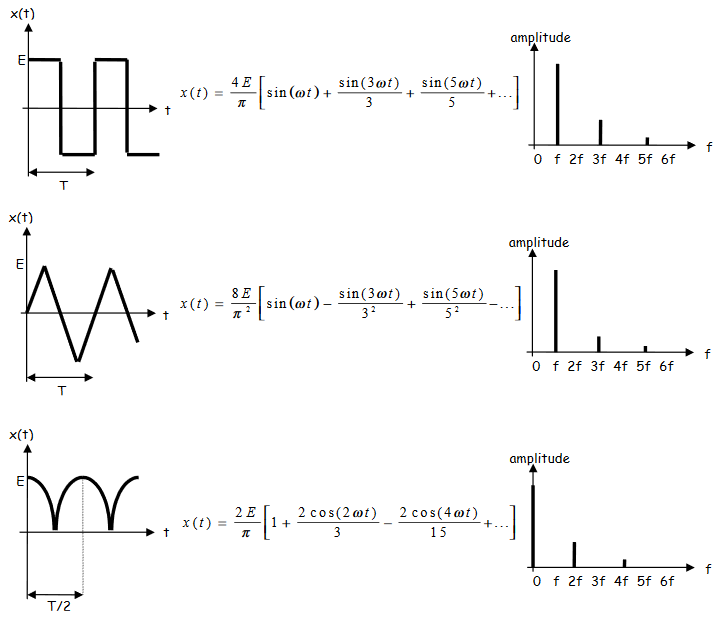 x(t)
E
t
T
x(t) = 4E/π [sin(ωt) + sin(3ωt)/3 + sin(5ωt)/5 +...]
amplitude
f
0 f 2f 3f 4f 5f 6f
x(t)
E
t
T
x(t) = 8E/π² [sin(ωt) − sin(3ωt)/3² + sin(5ωt)/5² −...]
amplitude
f
0 f 2f 3f 4f 5f 6f
x(t)
E
t
T/2
x(t) = 2E/π [1 + 2cos(2ωt)/3 − 2cos(4ωt)/15 +...]
amplitude
f
0 f 2f 3f 4f 5f 6f